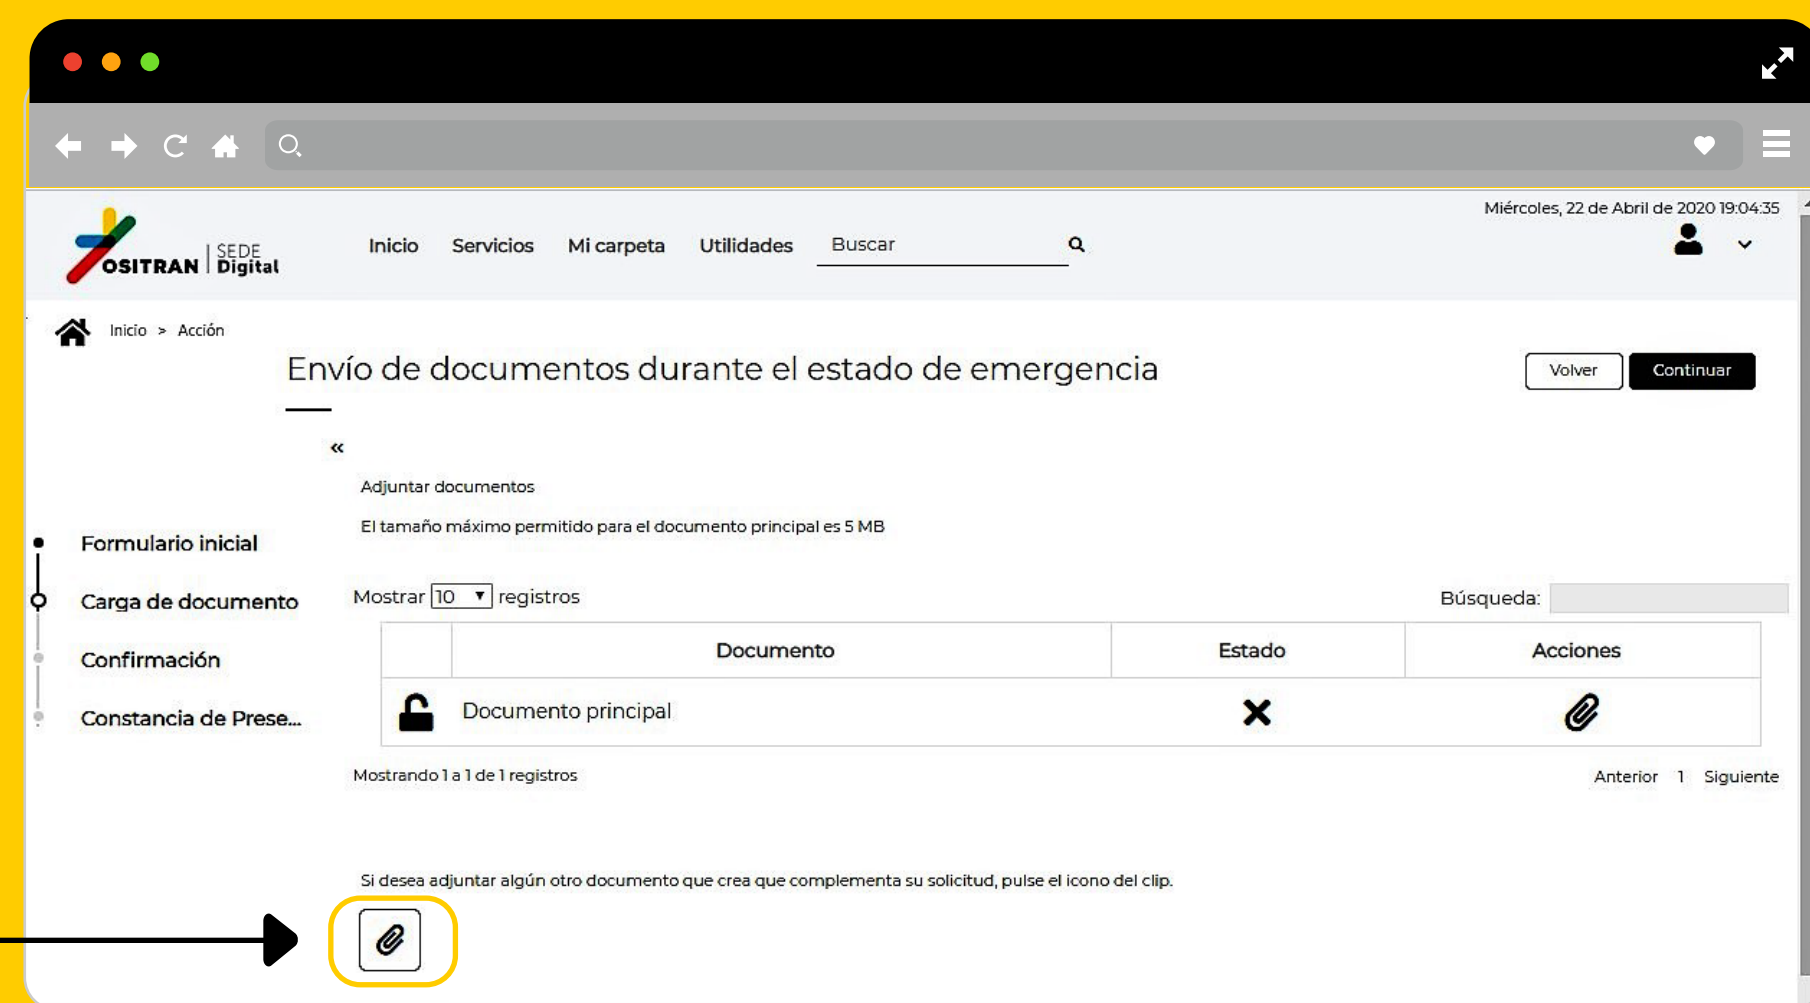 Miércoles, 22 de Abril de 2020 19:04:35
OSITRAN SEDE Digital
Inicio Servicios Mi carpeta Utilidades Buscar
Inicio > Acción
Envío de documentos durante el estado de emergencia
Volver Continuar
«
Adjuntar documentos
El tamaño máximo permitido para el documento principal es 5 MB
Formulario inicial
Carga de documento
Confirmación
Constancia de Prese...
Mostrar 10 registros
Búsqueda:
Documento Estado Acciones
Documento principal
Mostrando 1 a 1 de 1 registros
Anterior 1 Siguiente
Si desea adjuntar algún otro documento que crea que complementa su solicitud, pulse el icono del clip.